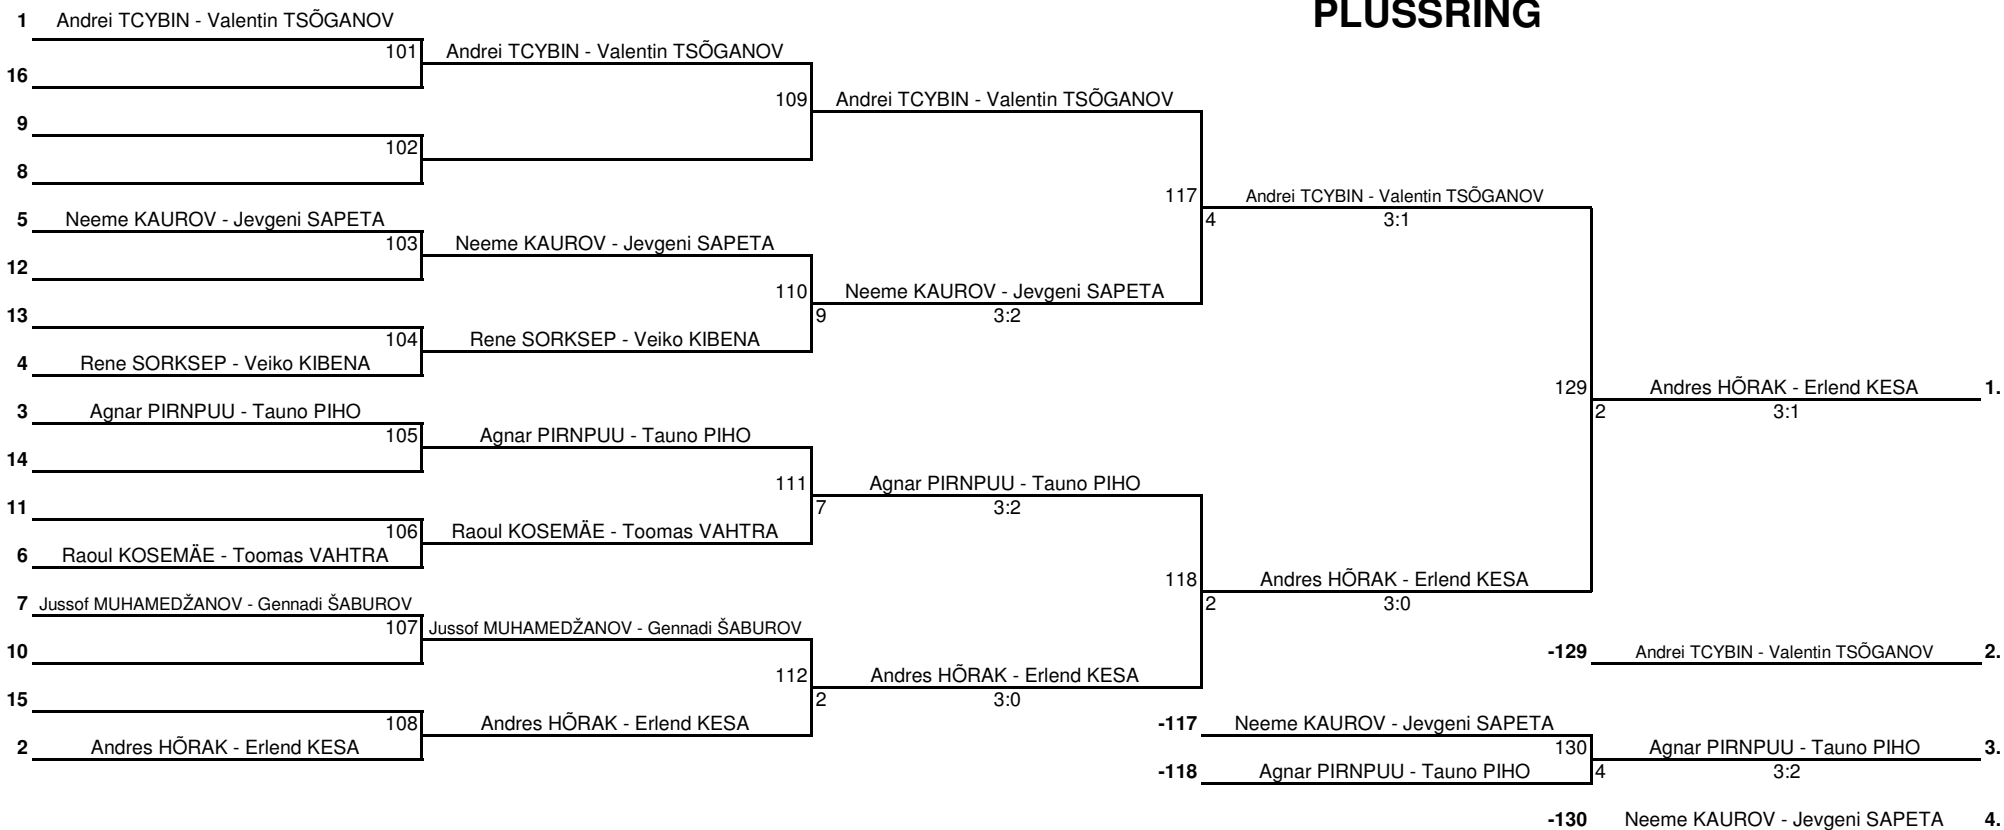 PLUSSRING
1 Andrei TCYBIN - Valentin TSÕGANOV
101 Andrei TCYBIN - Valentin TSÕGANOV
16
109 Andrei TCYBIN - Valentin TSÕGANOV
9
102
8
117 Andrei TCYBIN - Valentin TSÕGANOV
5 Neeme KAUROV - Jevgeni SAPETA
4 3:1
103 Neeme KAUROV - Jevgeni SAPETA
12
110 Neeme KAUROV - Jevgeni SAPETA
13
9 3:2
104 Rene SORKSEP - Veiko KIBENA
4 Rene SORKSEP - Veiko KIBENA
129 Andres HÕRAK - Erlend KESA 1.
3 Agnar PIRNPUU - Tauno PIHO
2 3:1
105 Agnar PIRNPUU - Tauno PIHO
14
111 Agnar PIRNPUU - Tauno PIHO
11
7 3:2
106 Raoul KOSEMÄE - Toomas VAHTRA
6 Raoul KOSEMÄE - Toomas VAHTRA
118 Andres HÕRAK - Erlend KESA
7 Jussof MUHAMEDŽANOV - Gennadi ŠABUROV
2 3:0
107 Jussof MUHAMEDŽANOV - Gennadi ŠABUROV
10
-129 Andrei TCYBIN - Valentin TSÕGANOV 2.
112 Andres HÕRAK - Erlend KESA
15
2 3:0
108 Andres HÕRAK - Erlend KESA
-117 Neeme KAUROV - Jevgeni SAPETA
2 Andres HÕRAK - Erlend KESA
130 Agnar PIRNPUU - Tauno PIHO 3.
-118 Agnar PIRNPUU - Tauno PIHO
4 3:2
-130 Neeme KAUROV - Jevgeni SAPETA 4.